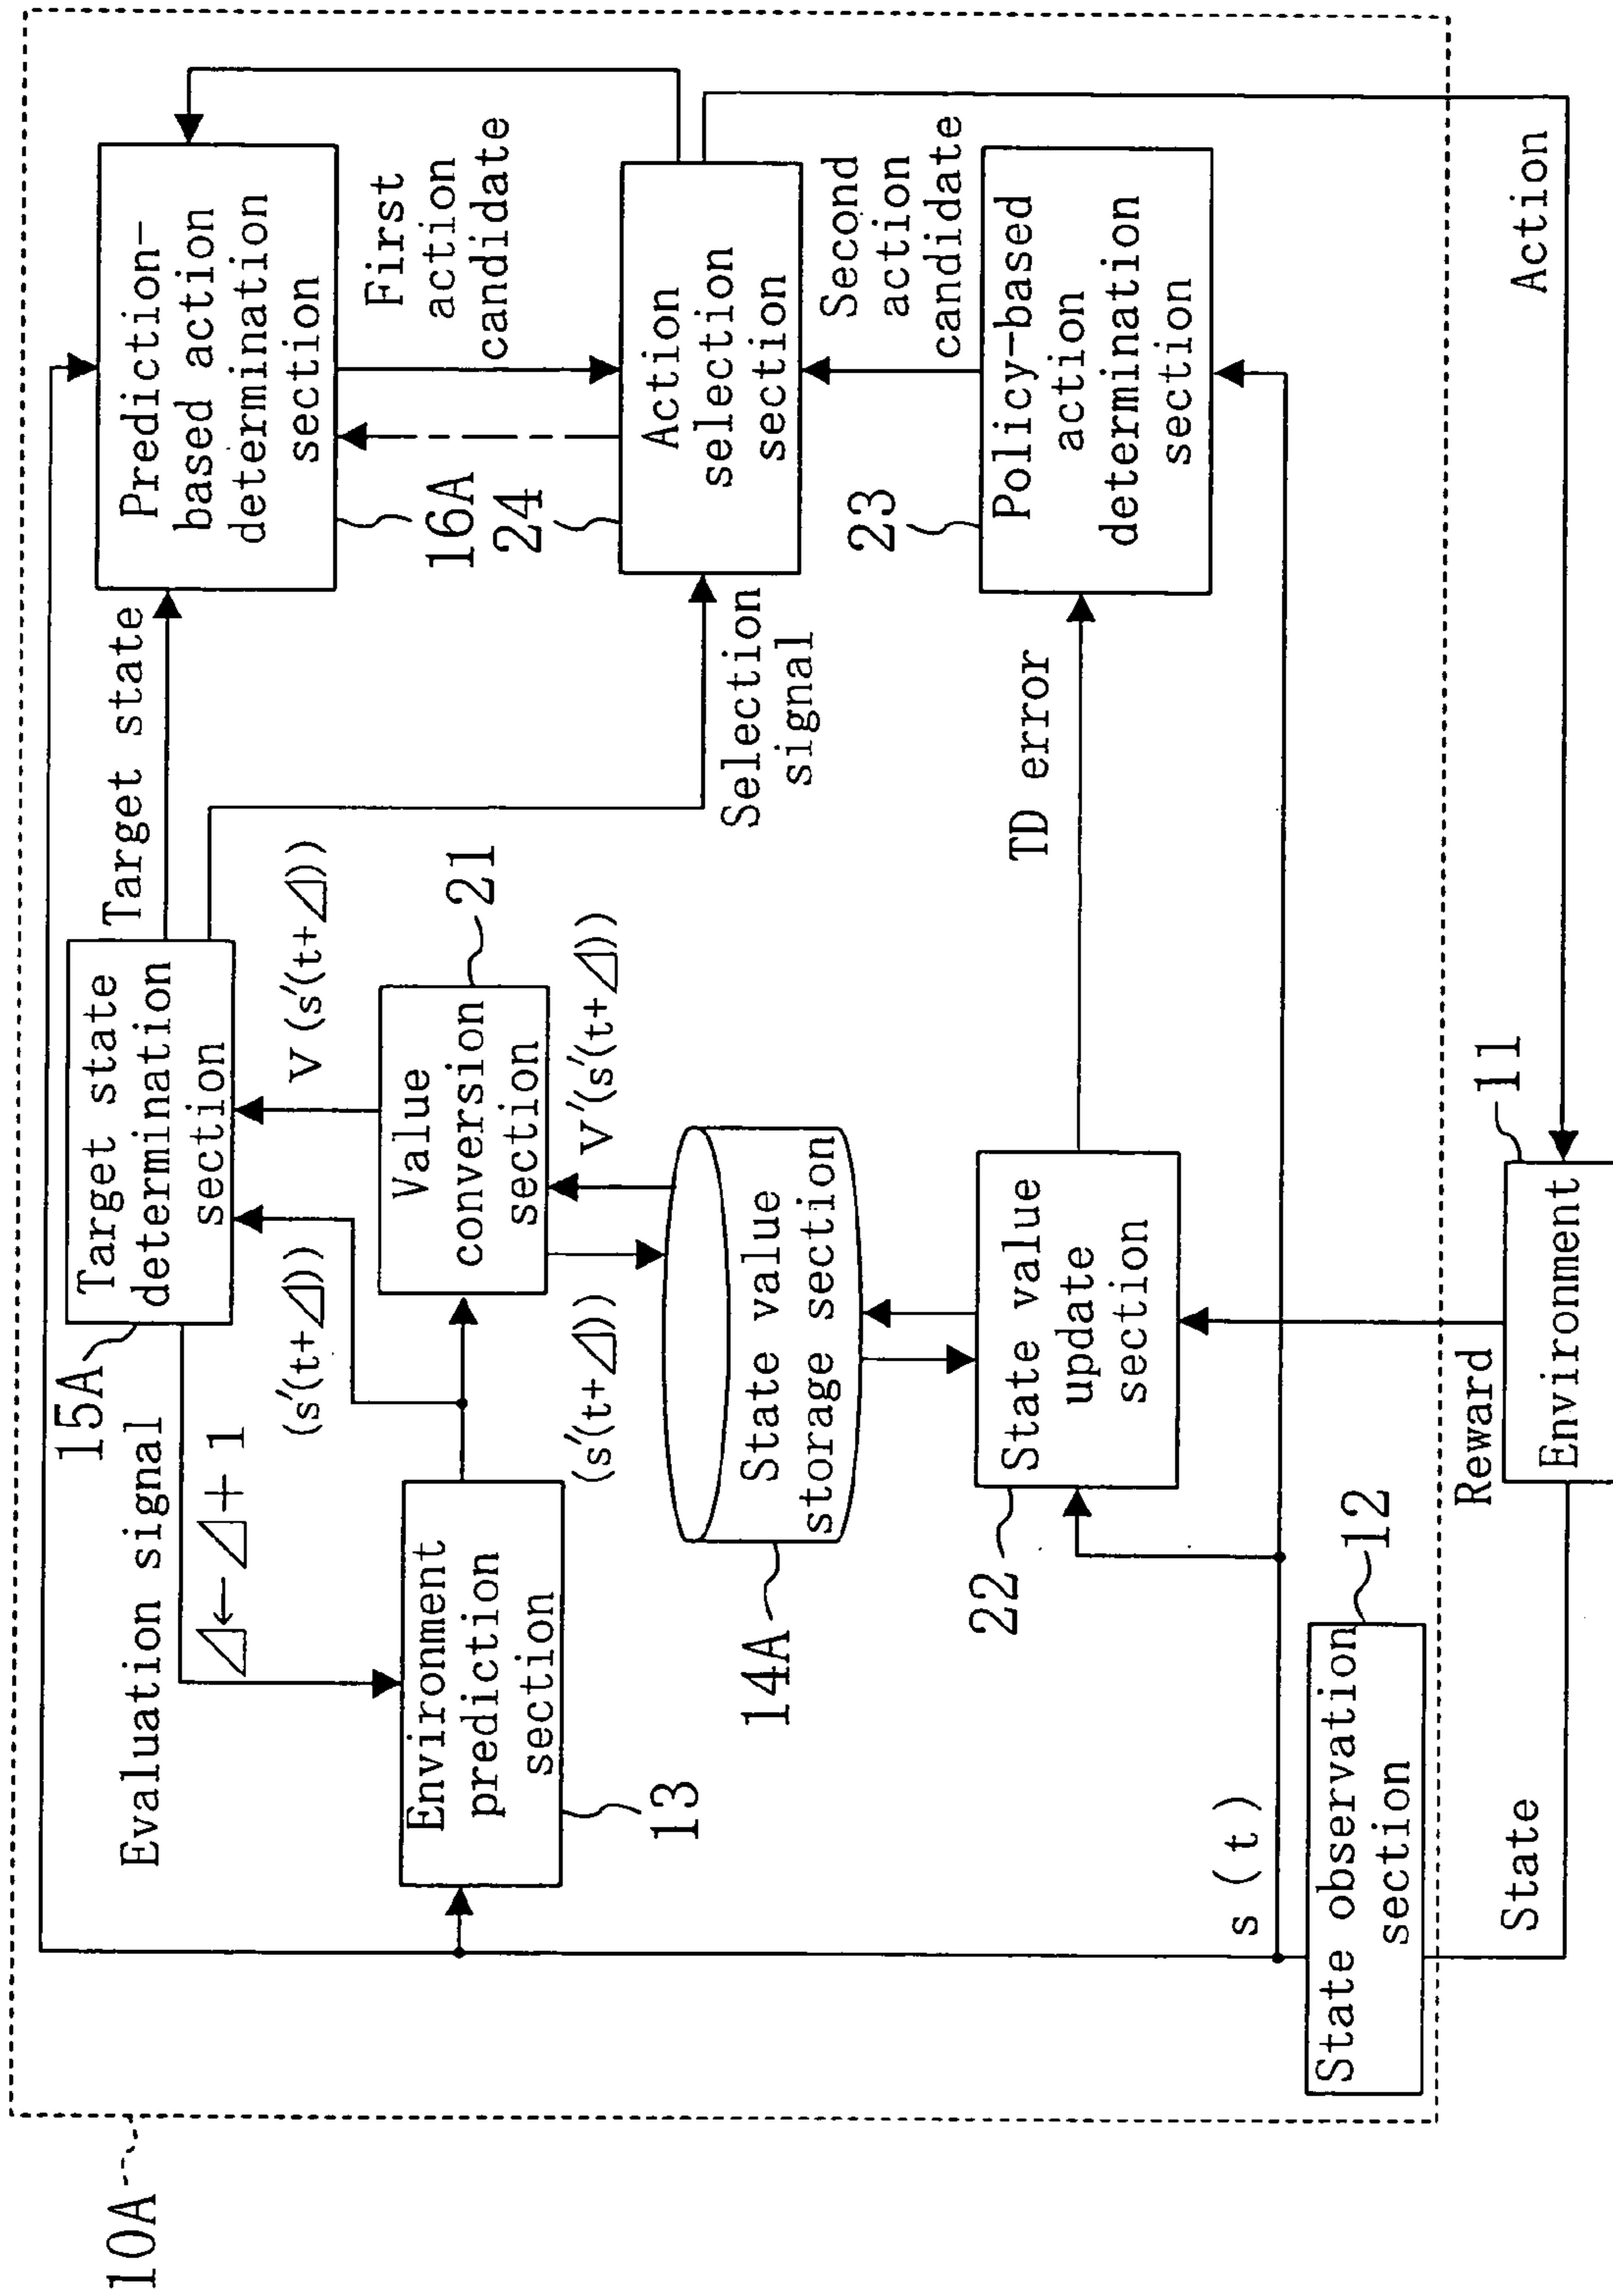 10A
Evaluation signal
Δ←Δ+1
15A
Target state
determination
section
Target state
Prediction-
based action
determination
section
16A
First
action
candidate
(s'(t+Δ))
V(s'(t+Δ))
Environment
prediction
section
13
Value
conversion
section
21
(s'(t+Δ))
V'(s'(t+Δ))
Selection
signal
24
Action
selection
section
Second
action
candidate
State value
storage section
14A
23
Policy-based
action
determination
section
TD error
22
State value
update
section
s(t)
State observation
section
12
State
Reward
Environment
11
Action